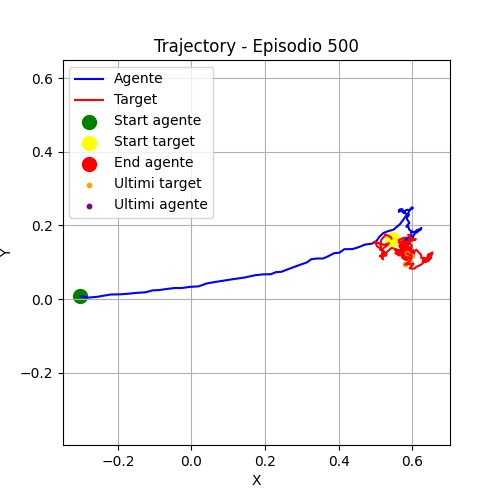 Trajectory - Episodio 500
Agente
Target
Start agente
Start target
End agente
Ultimi target
Ultimi agente
0.6
0.4
0.2
0.0
−0.2
Y
−0.2
0.0
0.2
0.4
0.6
X